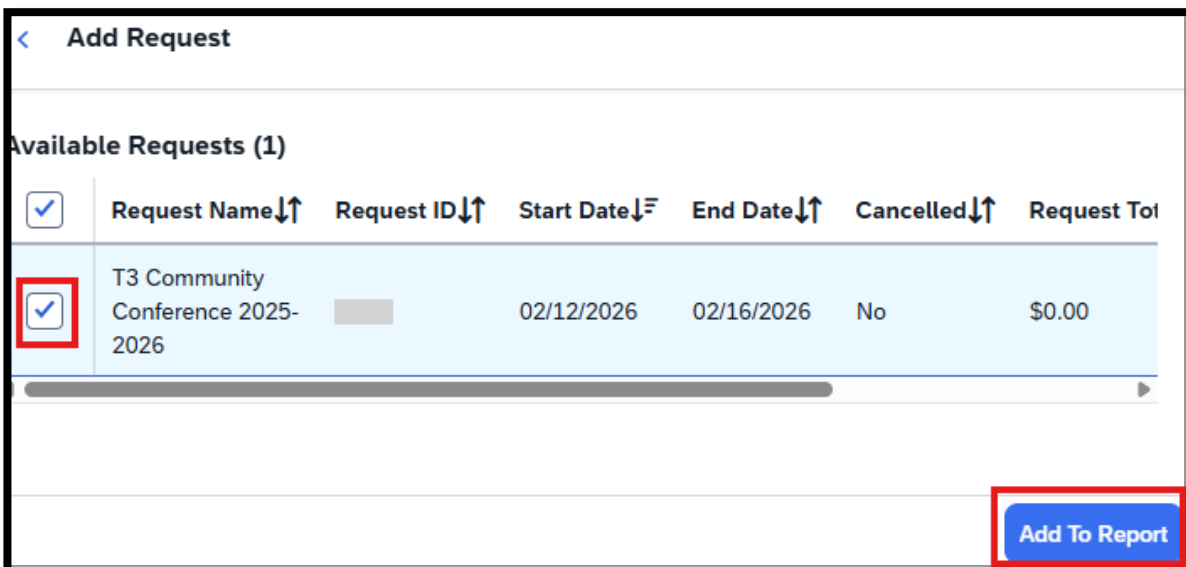 Add Request
Available Requests (1)
Request Name Request ID Start Date End Date Cancelled Request Tot
T3 Community
Conference 2025-
2026
02/12/2026 02/16/2026 No $0.00
Add To Report